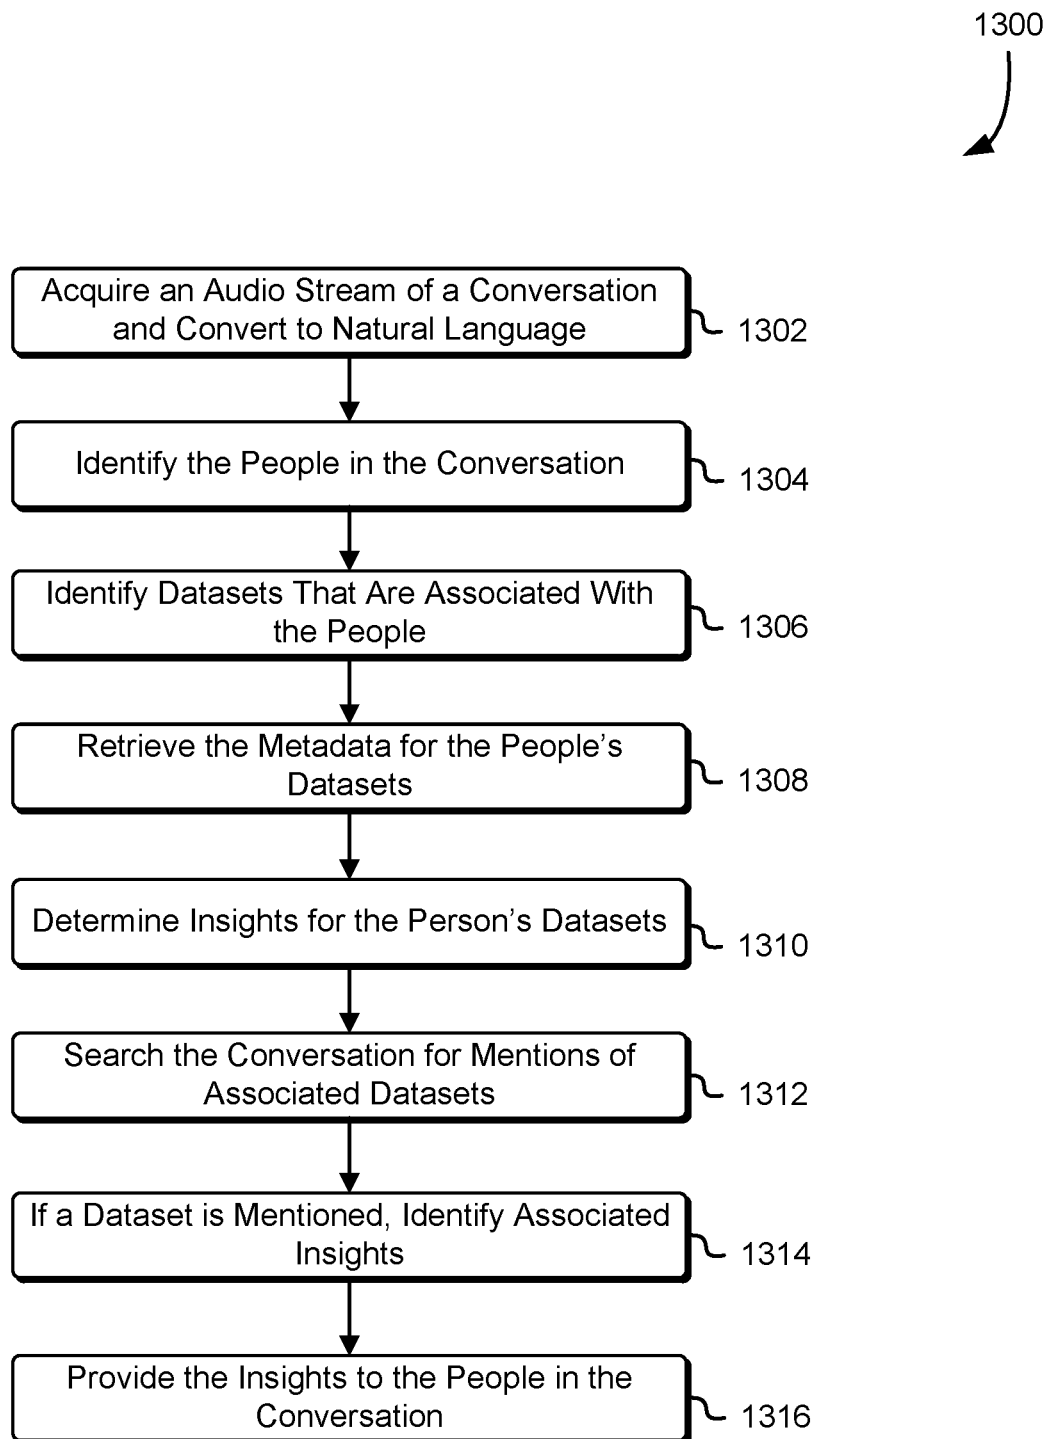 1300
Acquire an Audio Stream of a Conversation
and Convert to Natural Language
1302
Identify the People in the Conversation
1304
Identify Datasets That Are Associated With
the People
1306
Retrieve the Metadata for the People’s
Datasets
1308
Determine Insights for the Person’s Datasets
1310
Search the Conversation for Mentions of
Associated Datasets
1312
If a Dataset is Mentioned, Identify Associated
Insights
1314
Provide the Insights to the People in the
Conversation
1316